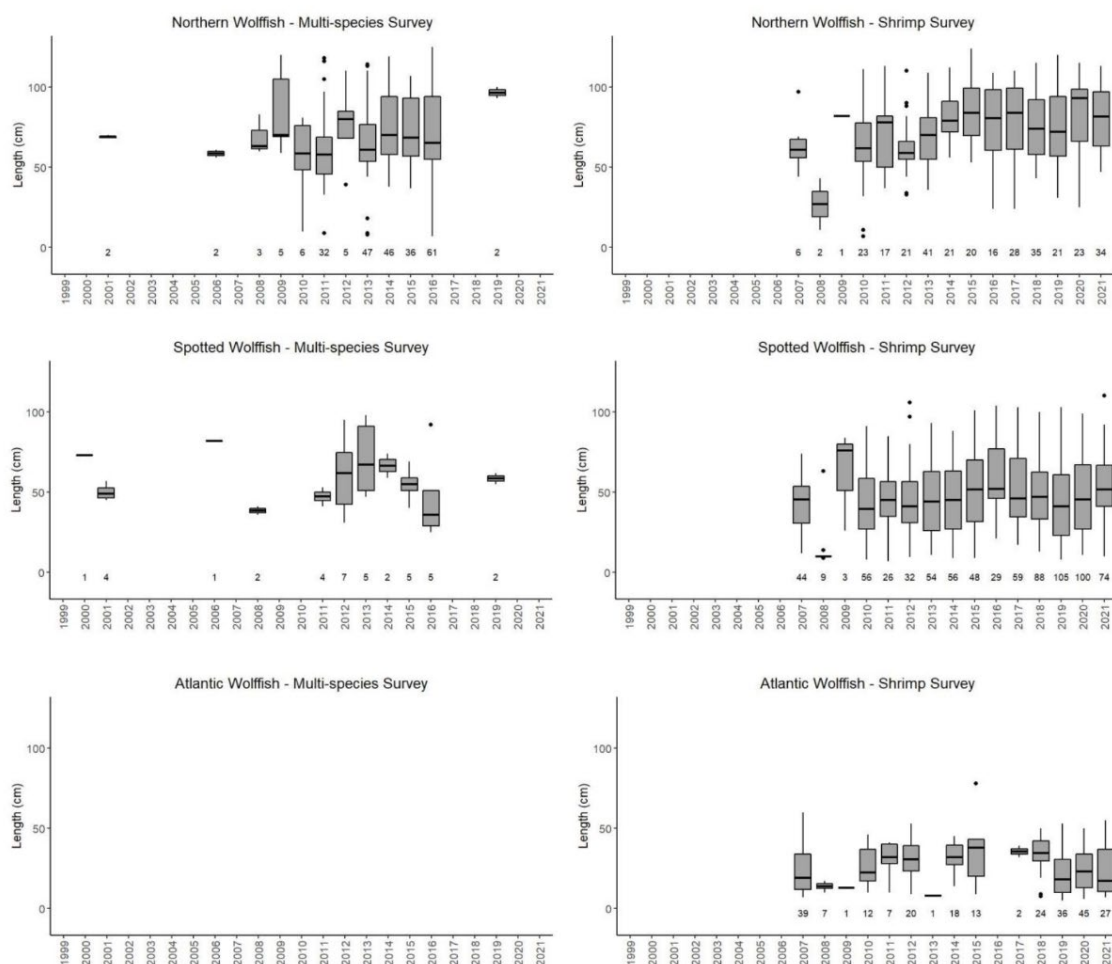 Northern Wolffish - Multi-species Survey
Length (cm)
100
50
0
2 2 3 5 6 32 5 47 46 36 61 2
1999 2000 2001 2002 2003 2004 2005 2006 2007 2008 2009 2010 2011 2012 2013 2014 2015 2016 2017 2018 2019 2020 2021
Northern Wolffish - Shrimp Survey
Length (cm)
100
50
0
6 2 1 23 17 21 41 21 20 16 28 35 21 23 34
1999 2000 2001 2002 2003 2004 2005 2006 2007 2008 2009 2010 2011 2012 2013 2014 2015 2016 2017 2018 2019 2020 2021
Spotted Wolffish - Multi-species Survey
Length (cm)
100
50
0
1 4 1 2 4 7 5 2 5 5 2
1999 2000 2001 2002 2003 2004 2005 2006 2007 2008 2009 2010 2011 2012 2013 2014 2015 2016 2017 2018 2019 2020 2021
Spotted Wolffish - Shrimp Survey
Length (cm)
100
50
0
44 9 3 56 26 32 54 56 48 29 59 88 105 100 74
1999 2000 2001 2002 2003 2004 2005 2006 2007 2008 2009 2010 2011 2012 2013 2014 2015 2016 2017 2018 2019 2020 2021
Atlantic Wolffish - Multi-species Survey
Length (cm)
100
50
0
1999 2000 2001 2002 2003 2004 2005 2006 2007 2008 2009 2010 2011 2012 2013 2014 2015 2016 2017 2018 2019 2020 2021
Atlantic Wolffish - Shrimp Survey
Length (cm)
100
50
0
39 7 1 12 7 20 1 18 13 2 24 36 45 27
1999 2000 2001 2002 2003 2004 2005 2006 2007 2008 2009 2010 2011 2012 2013 2014 2015 2016 2017 2018 2019 2020 2021